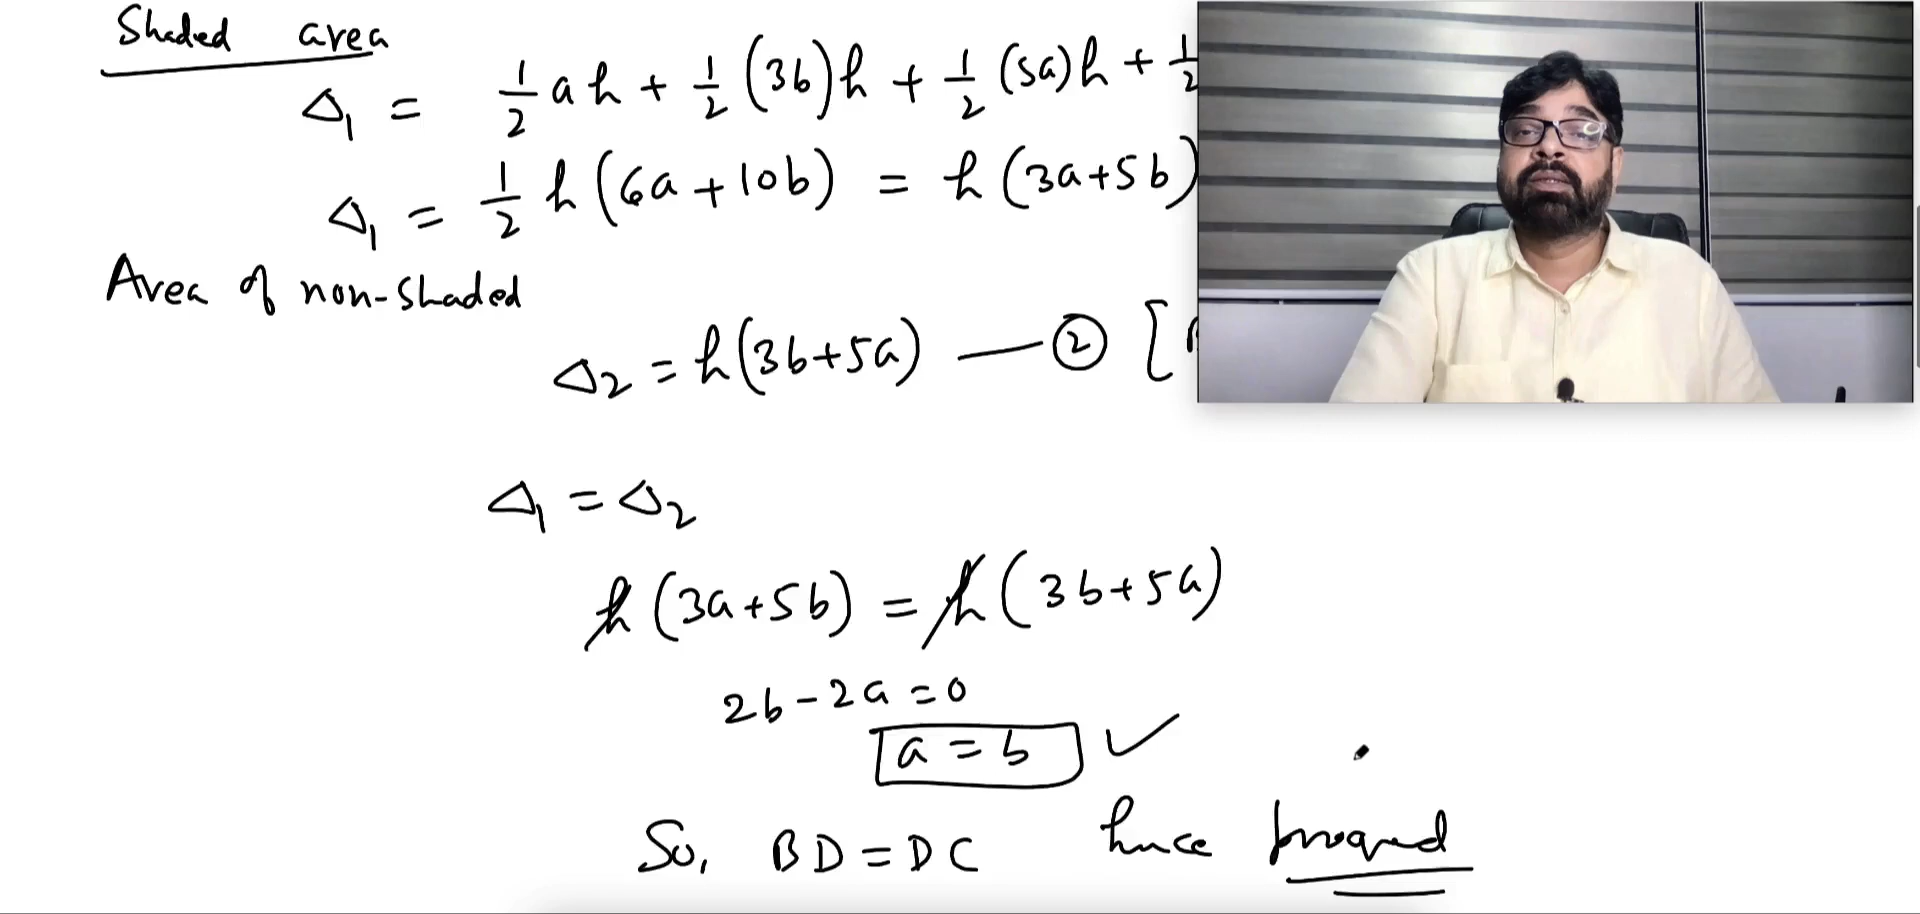 Shaded area
Δ₁ = 1/2 a h + 1/2 (3b) h + 1/2 (5a) h + 1/2
Δ₁ = 1/2 h (6a + 10b) = h (3a+5b)
Area of non-shaded
Δ₂ = h(3b+5a) — ② [
Δ₁ = Δ₂
h (3a+5b) = h (3b+5a)
2b - 2a = 0
a = b ✓
So, BD = DC hence proved